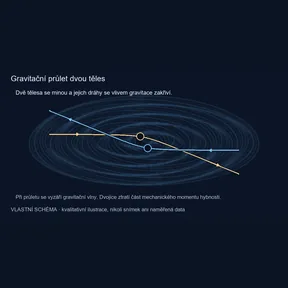 Gravitační průlet dvou těles
Dvě tělesa se minou a jejich dráhy se vlivem gravitace zakřiví.
Při průletu se vyzáří gravitační vlny. Dvojice ztratí část mechanického momentu hybnosti.
VLASTNÍ SCHÉMA - kvalitativní ilustrace, nikoli snímek ani naměřená data